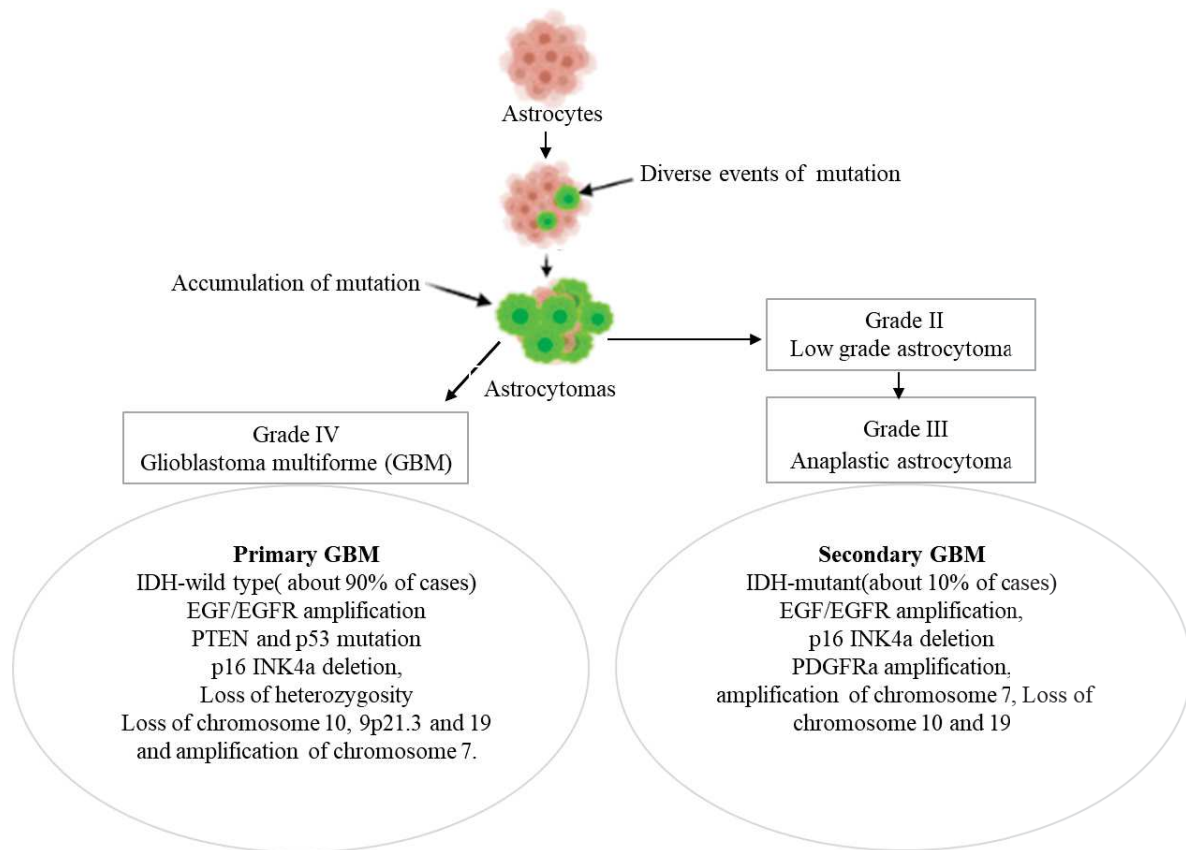 Astrocytes
Diverse events of mutation
Accumulation of mutation
Astrocytomas
Grade II
Low grade astrocytoma
Grade III
Anaplastic astrocytoma
Grade IV
Glioblastoma multiforme (GBM)
Primary GBM
IDH-wild type( about 90% of cases)
EGF/EGFR amplification
PTEN and p53 mutation
p16 INK4a deletion,
Loss of heterozygosity
Loss of chromosome 10, 9p21.3 and 19
and amplification of chromosome 7.
Secondary GBM
IDH-mutant(about 10% of cases)
EGF/EGFR amplification,
p16 INK4a deletion
PDGFRa amplification,
amplification of chromosome 7, Loss of
chromosome 10 and 19